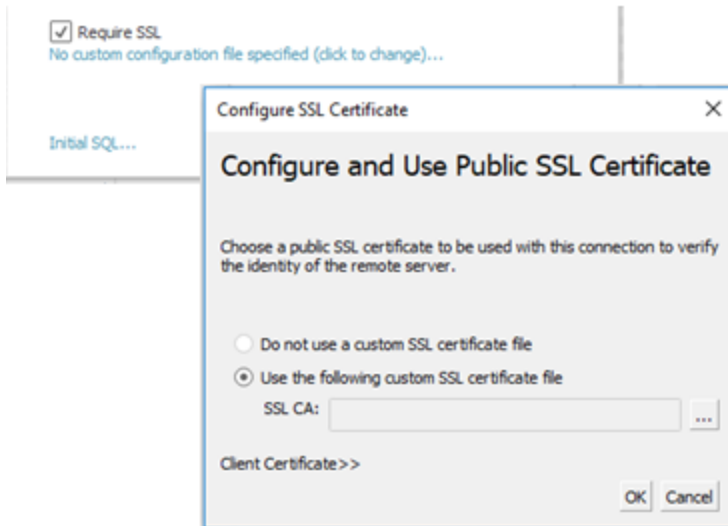 Require SSL
No custom configuration file specified (click to change)...
Initial SQL...
Configure SSL Certificate
Configure and Use Public SSL Certificate
Choose a public SSL certificate to be used with this connection to verify
the identity of the remote server.
Do not use a custom SSL certificate file
Use the following custom SSL certificate file
SSL CA:
...
Client Certificate>>
OK Cancel